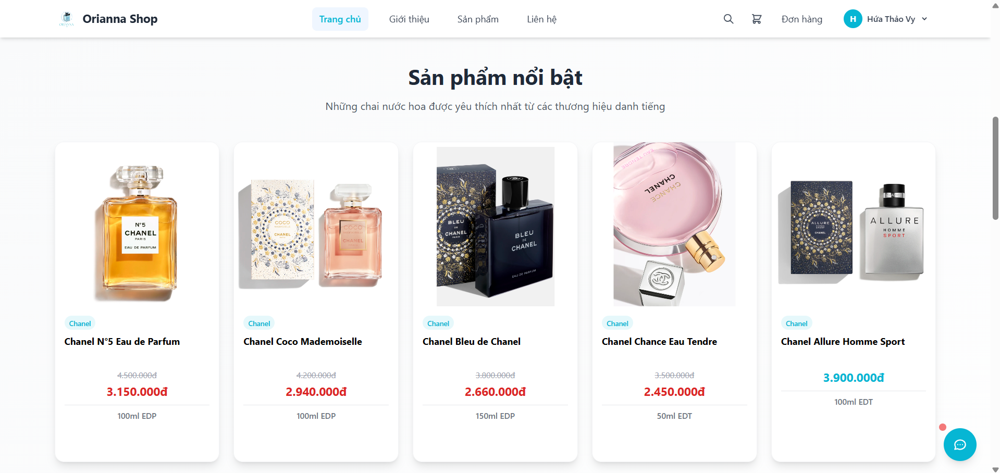 ORIANNA
Orianna Shop
Trang chủ
Giới thiệu
Sản phẩm
Liên hệ
Đơn hàng
H
Hứa Thảo Vy
Sản phẩm nổi bật
Những chai nước hoa được yêu thích nhất từ các thương hiệu danh tiếng
N°5
CHANEL
PARIS
EAU DE PARFUM
Chanel
Chanel N°5 Eau de Parfum
4.500.000đ
3.150.000đ
100ml EDP
COCO
MADEMOISELLE
CHANEL
PARIS
COCO
MADEMOISELLE
CHANEL
PARIS
Chanel
Chanel Coco Mademoiselle
4.200.000đ
2.940.000đ
100ml EDP
BLEU
DE
CHANEL
PARIS
BLEU
DE
CHANEL
EAU DE PARFUM
Chanel
Chanel Bleu de Chanel
3.800.000đ
2.660.000đ
150ml EDP
EAU TENDRE
CHANEL
CHANCE
Chanel
Chanel Chance Eau Tendre
3.500.000đ
2.450.000đ
50ml EDT
ALLURE
HOMME
SPORT
CHANEL
CHANEL
ALLURE
HOMME
SPORT
Chanel
Chanel Allure Homme Sport
3.900.000đ
100ml EDT